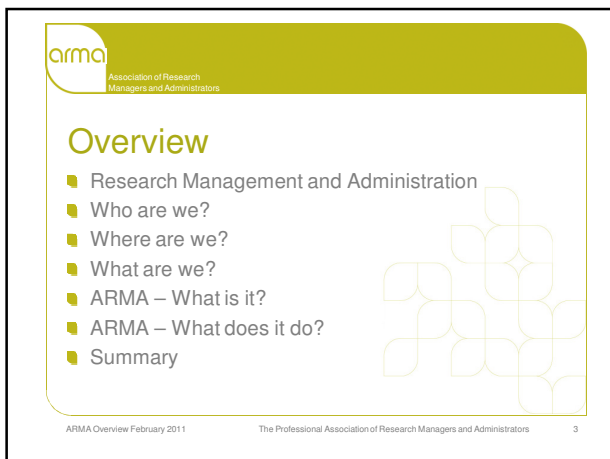 arma
Association of Research
Managers and Administrators
Overview
Research Management and Administration
Who are we?
Where are we?
What are we?
ARMA – What is it?
ARMA – What does it do?
Summary
ARMA Overview February 2011 The Professional Association of Research Managers and Administrators 3